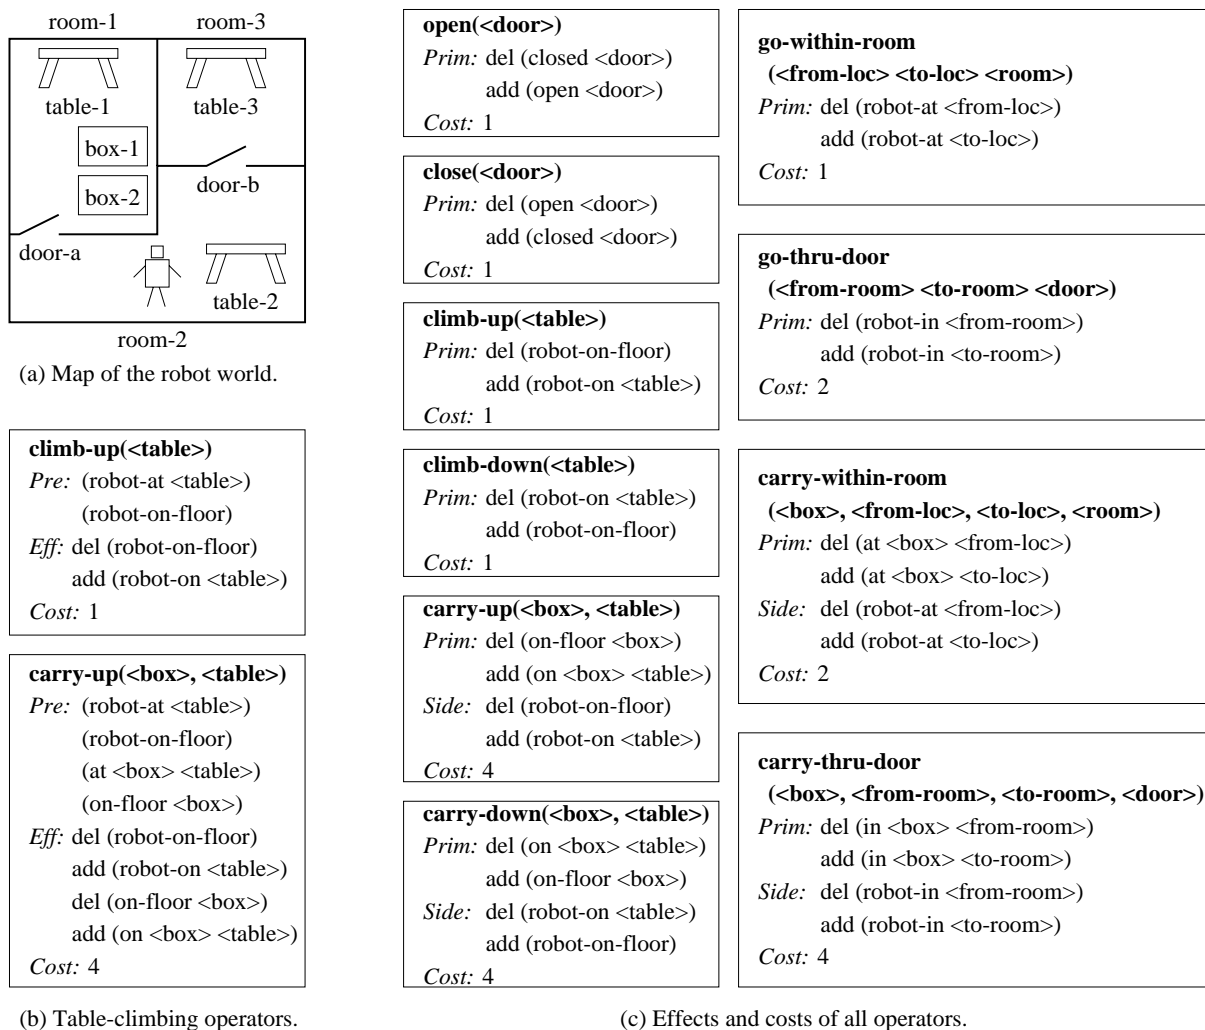 room-1
room-3
table-1
table-3
box-1
box-2
door-b
door-a
table-2
room-2
(a) Map of the robot world.
climb-up(<table>)
Pre: (robot-at <table>)
(robot-on-floor)
Eff: del (robot-on-floor)
add (robot-on <table>)
Cost: 1
carry-up(<box>, <table>)
Pre: (robot-at <table>)
(robot-on-floor)
(at <box> <table>)
(on-floor <box>)
Eff: del (robot-on-floor)
add (robot-on <table>)
del (on-floor <box>)
add (on <box> <table>)
Cost: 4
(b) Table-climbing operators.
open(<door>)
Prim: del (closed <door>)
add (open <door>)
Cost: 1
close(<door>)
Prim: del (open <door>)
add (closed <door>)
Cost: 1
climb-up(<table>)
Prim: del (robot-on-floor)
add (robot-on <table>)
Cost: 1
climb-down(<table>)
Prim: del (robot-on <table>)
add (robot-on-floor)
Cost: 1
carry-up(<box>, <table>)
Prim: del (on-floor <box>)
add (on <box> <table>)
Side: del (robot-on-floor)
add (robot-on <table>)
Cost: 4
carry-down(<box>, <table>)
Prim: del (on <box> <table>)
add (on-floor <box>)
Side: del (robot-on <table>)
add (robot-on-floor)
Cost: 4
go-within-room
(<from-loc> <to-loc> <room>)
Prim: del (robot-at <from-loc>)
add (robot-at <to-loc>)
Cost: 1
go-thru-door
(<from-room> <to-room> <door>)
Prim: del (robot-in <from-room>)
add (robot-in <to-room>)
Cost: 2
carry-within-room
(<box>, <from-loc>, <to-loc>, <room>)
Prim: del (at <box> <from-loc>)
add (at <box> <to-loc>)
Side: del (robot-at <from-loc>)
add (robot-at <to-loc>)
Cost: 2
carry-thru-door
(<box>, <from-room>, <to-room>, <door>)
Prim: del (in <box> <from-room>)
add (in <box> <to-room>)
Side: del (robot-in <from-room>)
add (robot-in <to-room>)
Cost: 4
(c) Effects and costs of all operators.